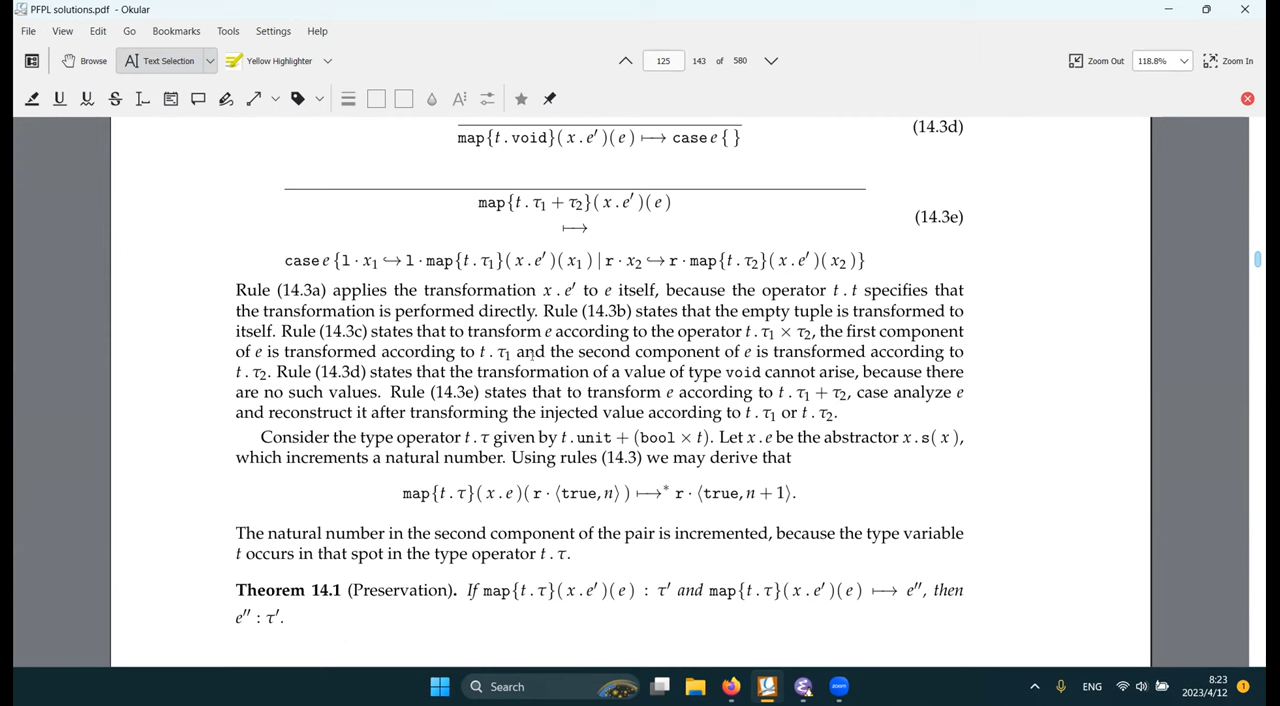 PFPL solutions.pdf - Okular
File View Edit Go Bookmarks Tools Settings Help
Browse Text Selection Yellow Highlighter 125 143 of 580 Zoom Out 118.8% Zoom In
(14.3d)
map{t.void}(x.e′)(e) ⟼ case e { }
map{t.τ₁ + τ₂}(x.e′)(e)
⟼
(14.3e)
case e {l · x₁ ↪ l · map{t.τ₁}(x.e′)(x₁) | r · x₂ ↪ r · map{t.τ₂}(x.e′)(x₂)}
Rule (14.3a) applies the transformation x.e′ to e itself, because the operator t.t specifies that
the transformation is performed directly. Rule (14.3b) states that the empty tuple is transformed to
itself. Rule (14.3c) states that to transform e according to the operator t.τ₁ × τ₂, the first component
of e is transformed according to t.τ₁ and the second component of e is transformed according to
t.τ₂. Rule (14.3d) states that the transformation of a value of type void cannot arise, because there
are no such values. Rule (14.3e) states that to transform e according to t.τ₁ + τ₂, case analyze e
and reconstruct it after transforming the injected value according to t.τ₁ or t.τ₂.
Consider the type operator t.τ given by t.unit + (bool × t). Let x.e be the abstractor x.s(x),
which increments a natural number. Using rules (14.3) we may derive that
map{t.τ}(x.e)(r · ⟨true, n⟩) ⟼* r · ⟨true, n + 1⟩.
The natural number in the second component of the pair is incremented, because the type variable
t occurs in that spot in the type operator t.τ.
Theorem 14.1 (Preservation). If map{t.τ}(x.e′)(e) : τ′ and map{t.τ}(x.e′)(e) ⟼ e″, then
e″ : τ′.
Search zoom ENG 8:23
2023/4/12 1